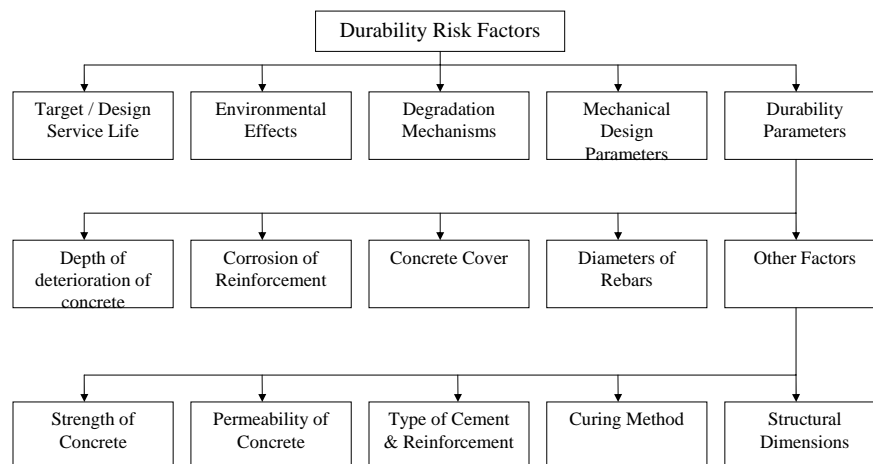 Durability Risk Factors
Target / Design
Service Life
Environmental
Effects
Degradation
Mechanisms
Mechanical
Design
Parameters
Durability
Parameters
Depth of
deterioration of
concrete
Corrosion of
Reinforcement
Concrete Cover
Diameters of
Rebars
Other Factors
Strength of
Concrete
Permeability of
Concrete
Type of Cement
& Reinforcement
Curing Method
Structural
Dimensions